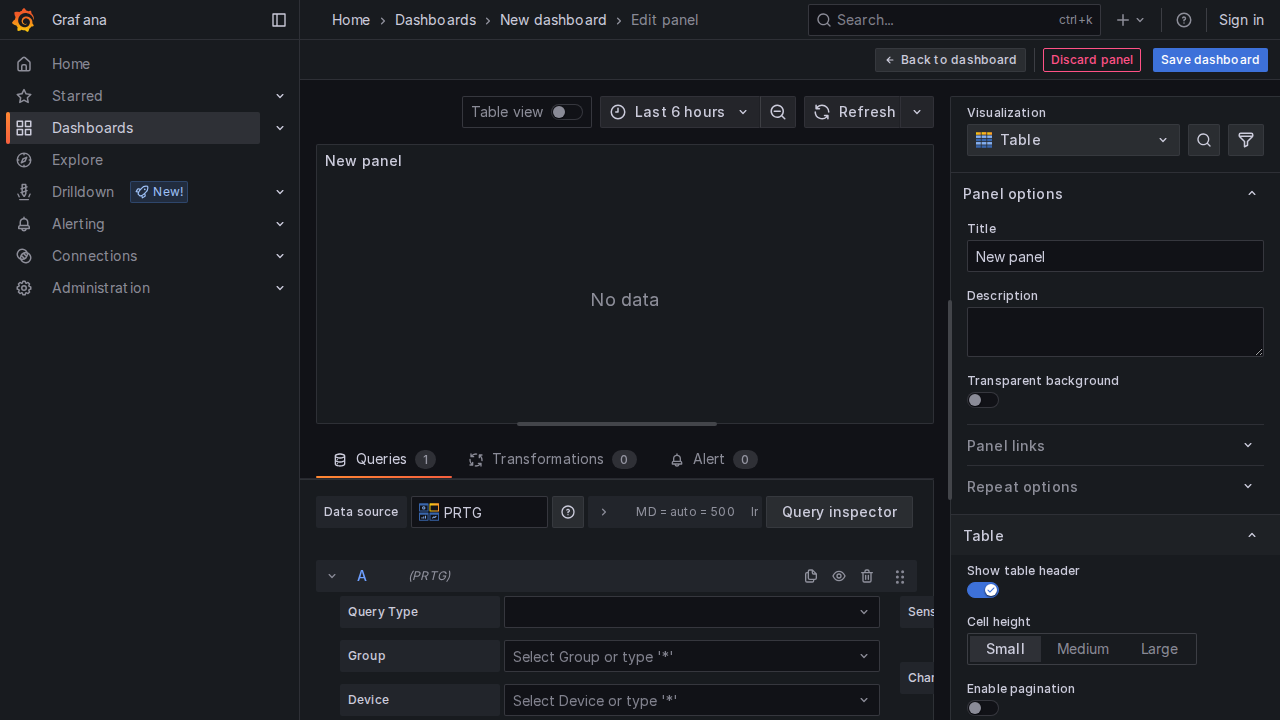 Grafana
Home
Dashboards
New dashboard
Edit panel
Search...
ctrl+k
Sign in
Home
Starred
Dashboards
Explore
Drilldown
New!
Alerting
Connections
Administration
Back to dashboard
Discard panel
Save dashboard
Table view
Last 6 hours
Refresh
New panel
No data
Queries 1
Transformations 0
Alert 0
Data source
PRTG
MD = auto = 500
Query inspector
A
(PRTG)
Query Type
Group
Select Group or type '*'
Device
Select Device or type '*'
Visualization
Table
Panel options
Title
New panel
Description
Transparent background
Panel links
Repeat options
Table
Show table header
Cell height
Small
Medium
Large
Enable pagination